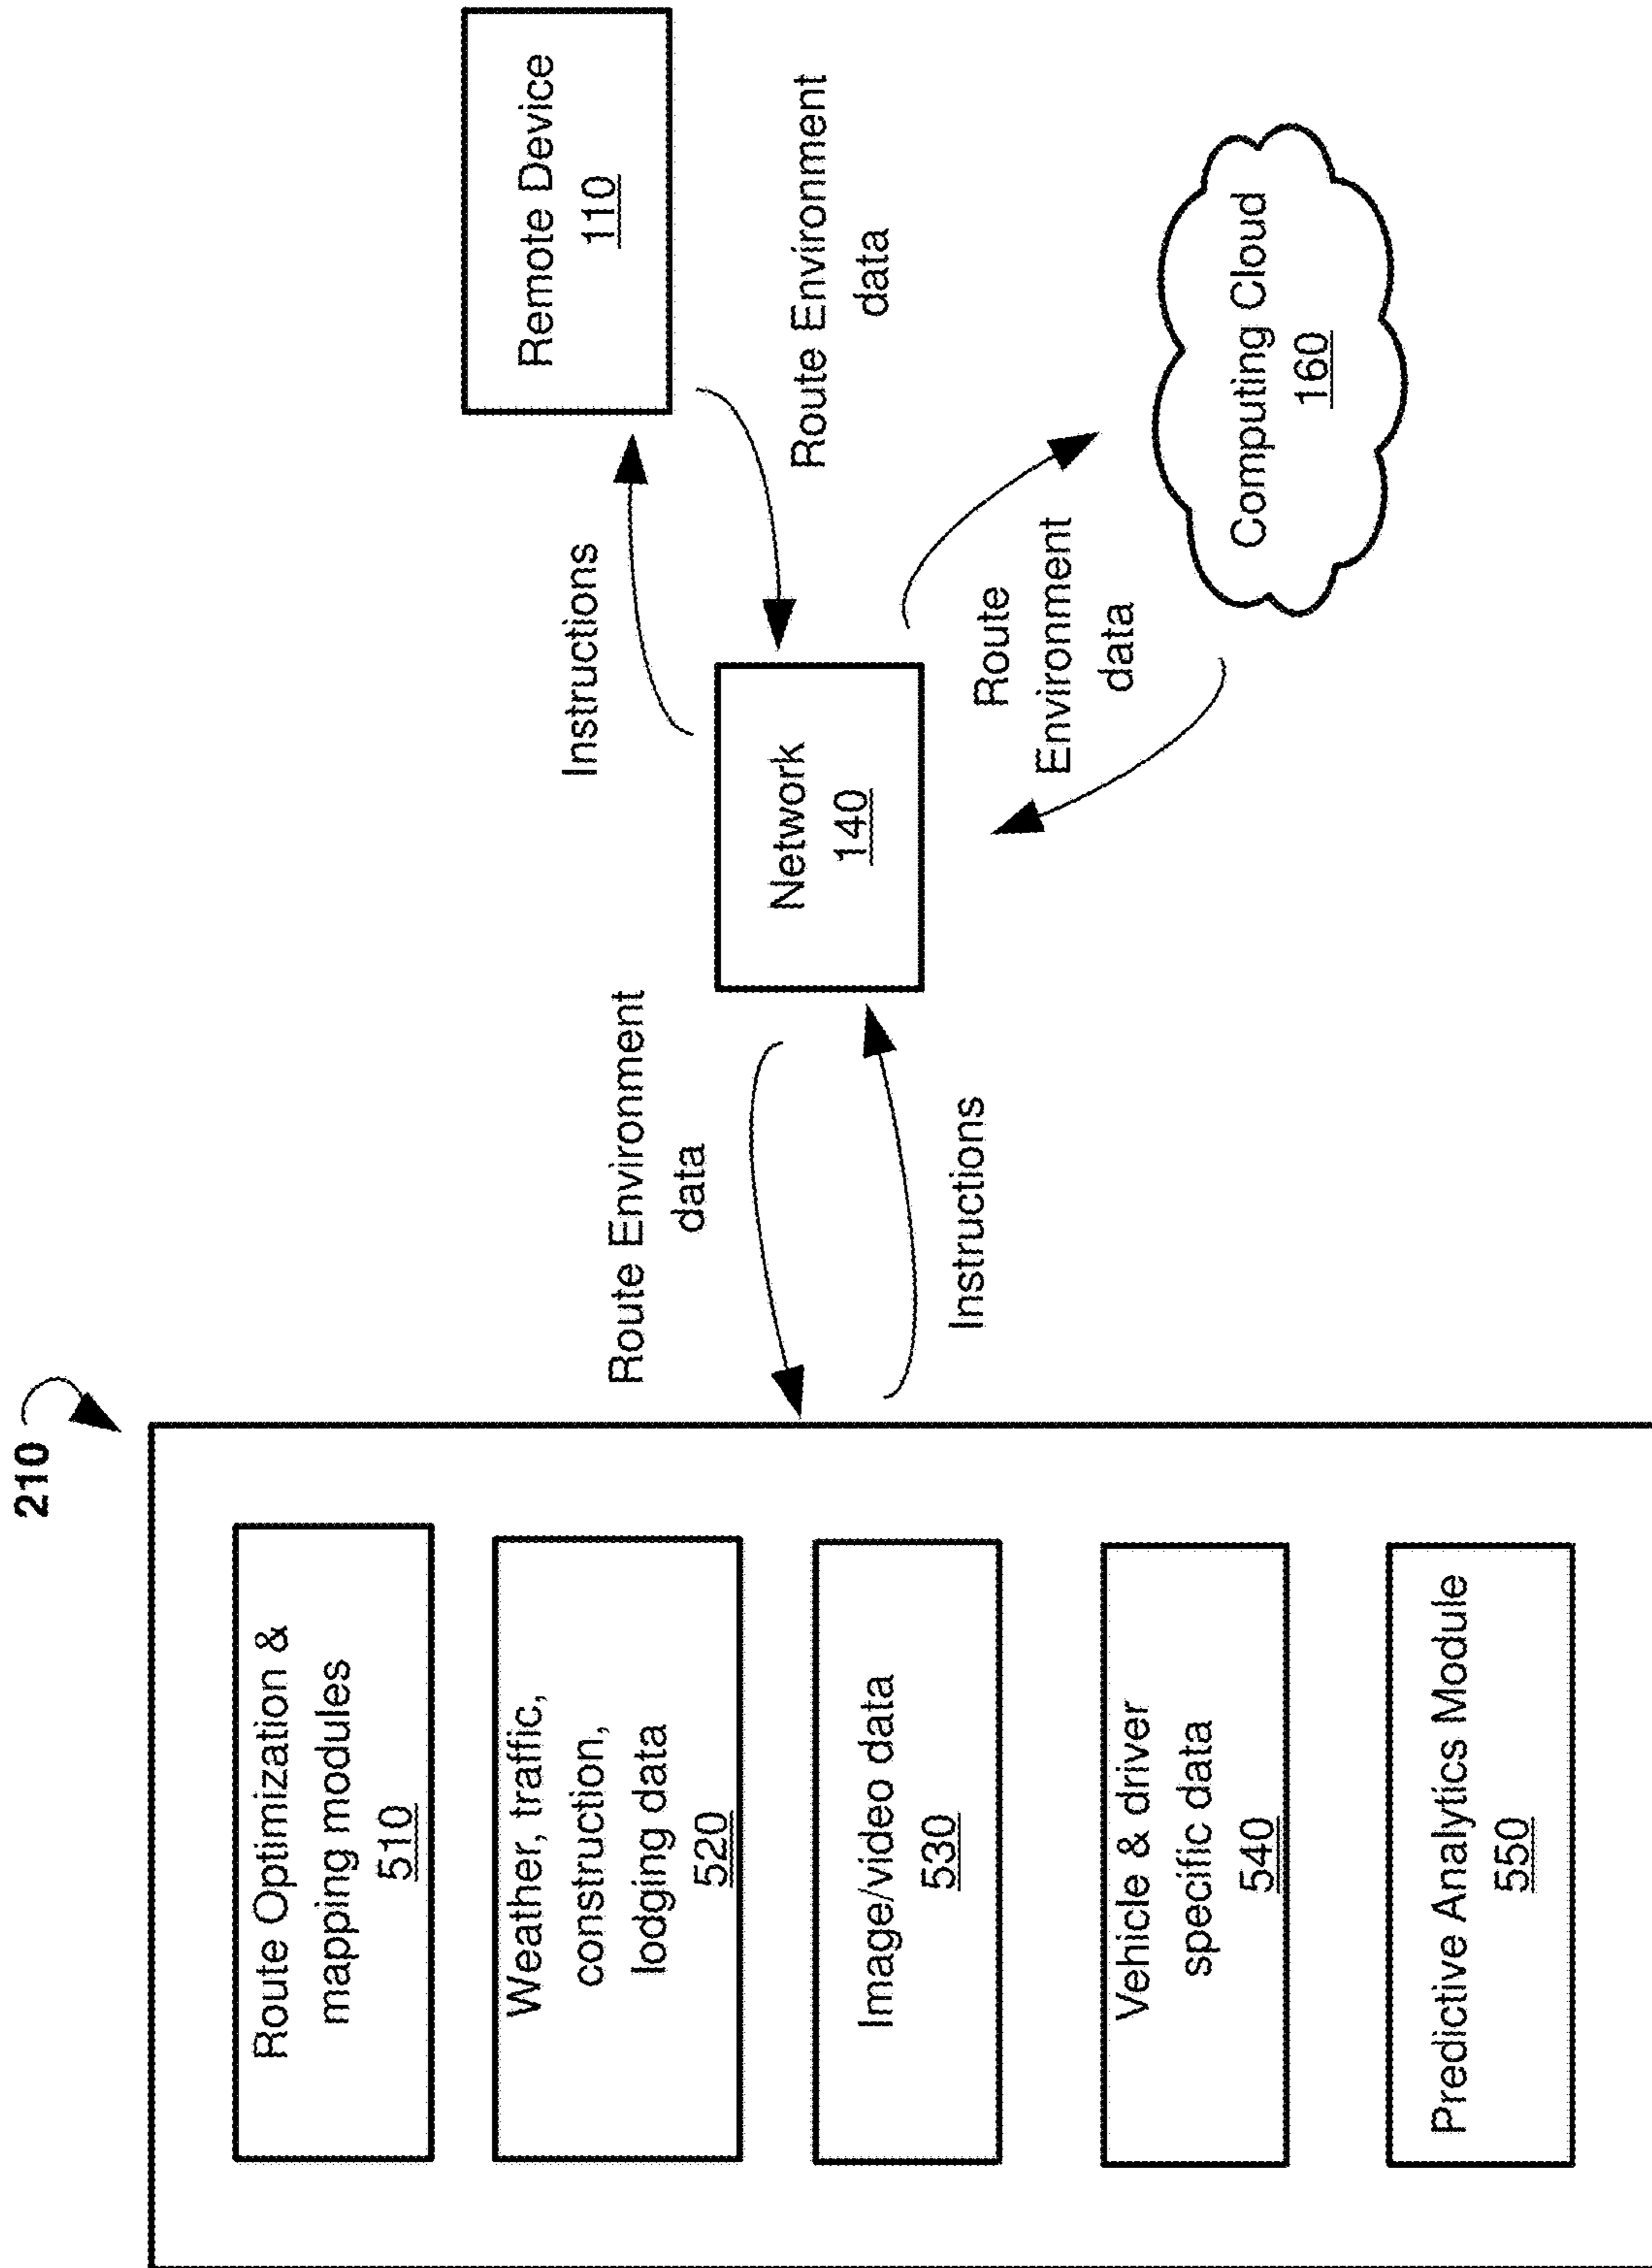 210
Route Optimization &
mapping modules
510
Weather, traffic,
construction,
lodging data
520
Image/video data
530
Vehicle & driver
specific data
540
Predictive Analytics Module
550
Route Environment
data
Instructions
Network
140
Instructions
Route Environment
data
Remote Device
110
Route
Environment
data
Computing Cloud
160